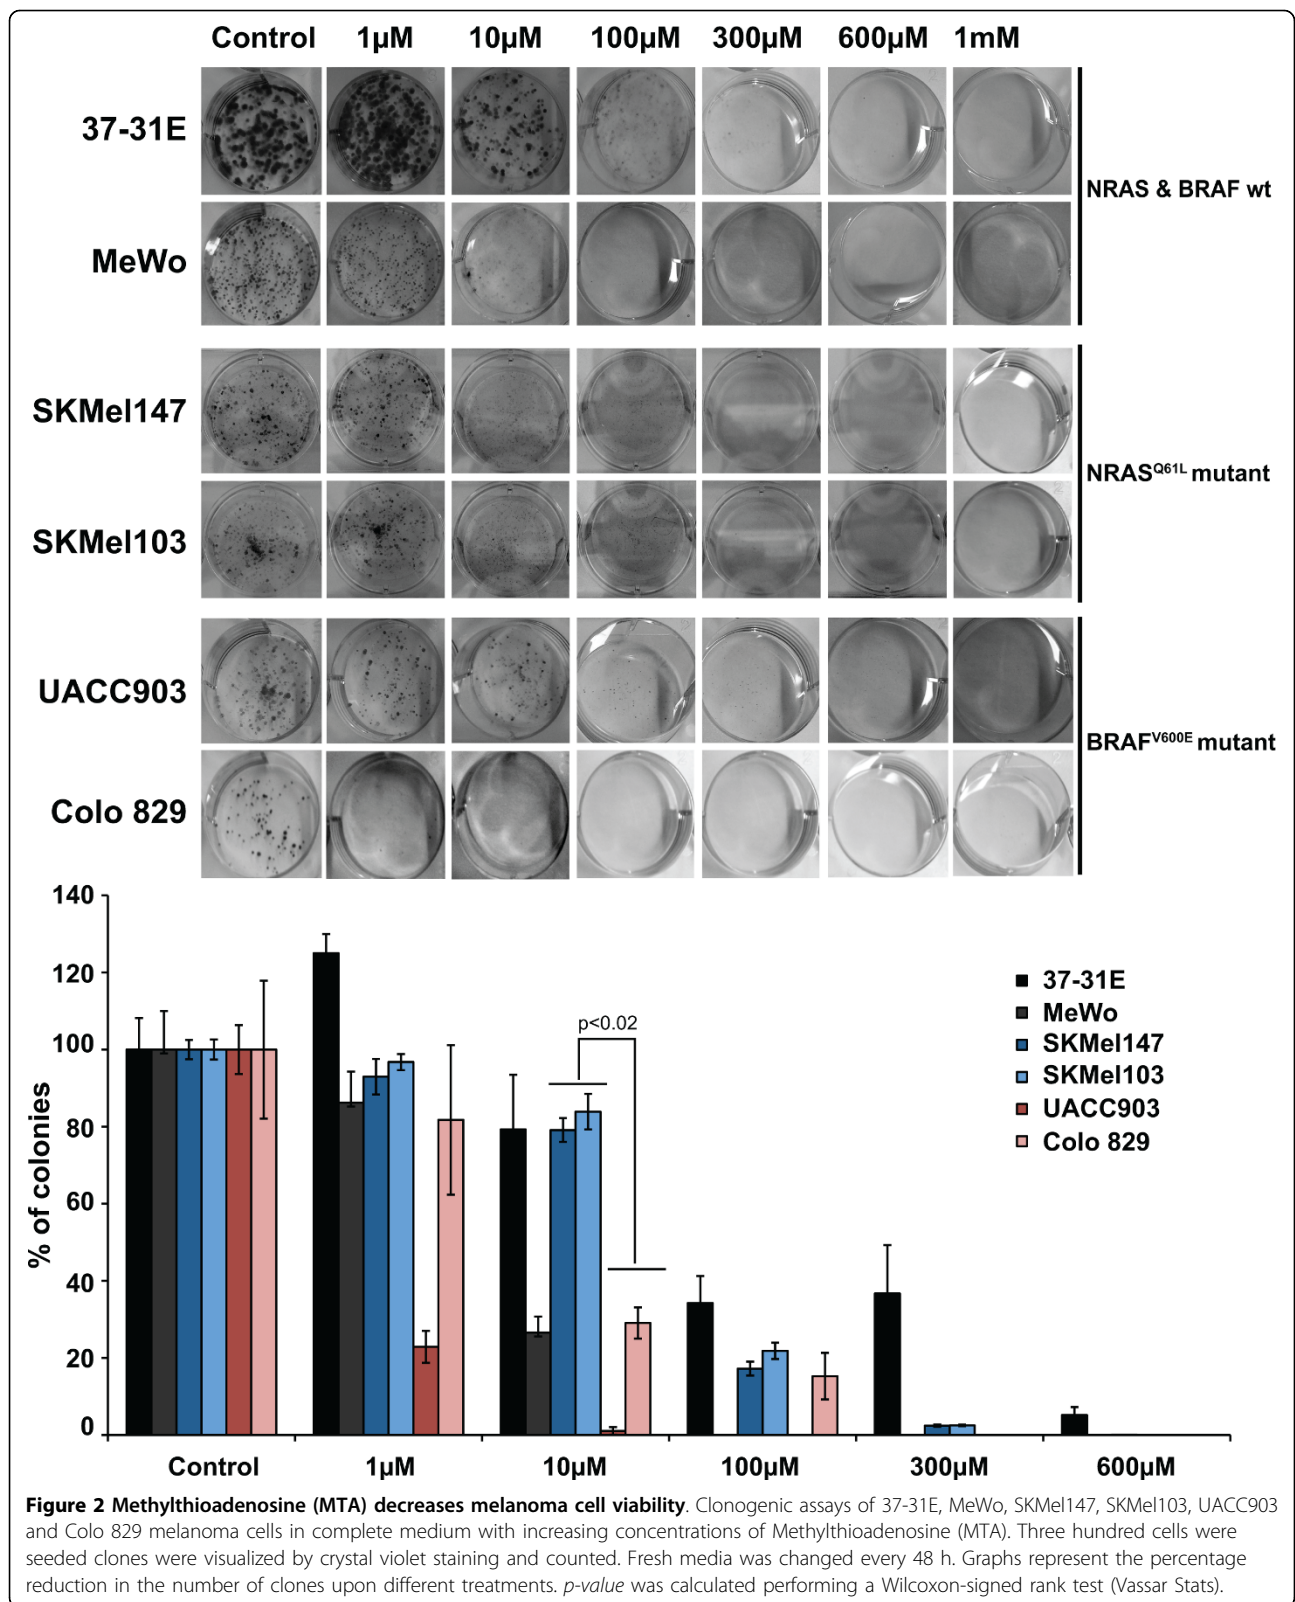 Control 1µM 10µM 100µM 300µM 600µM 1mM
37-31E
NRAS & BRAF wt
MeWo
SKMel147
NRASQ61L mutant
SKMel103
UACC903
BRAFV600E mutant
Colo 829
140
120
100
80
60
40
20
0
% of colonies
p<0.02
37-31E
MeWo
SKMel147
SKMel103
UACC903
Colo 829
Control 1µM 10µM 100µM 300µM 600µM
Figure 2 Methylthioadenosine (MTA) decreases melanoma cell viability. Clonogenic assays of 37-31E, MeWo, SKMel147, SKMel103, UACC903
and Colo 829 melanoma cells in complete medium with increasing concentrations of Methylthioadenosine (MTA). Three hundred cells were
seeded clones were visualized by crystal violet staining and counted. Fresh media was changed every 48 h. Graphs represent the percentage
reduction in the number of clones upon different treatments. p-value was calculated performing a Wilcoxon-signed rank test (Vassar Stats).